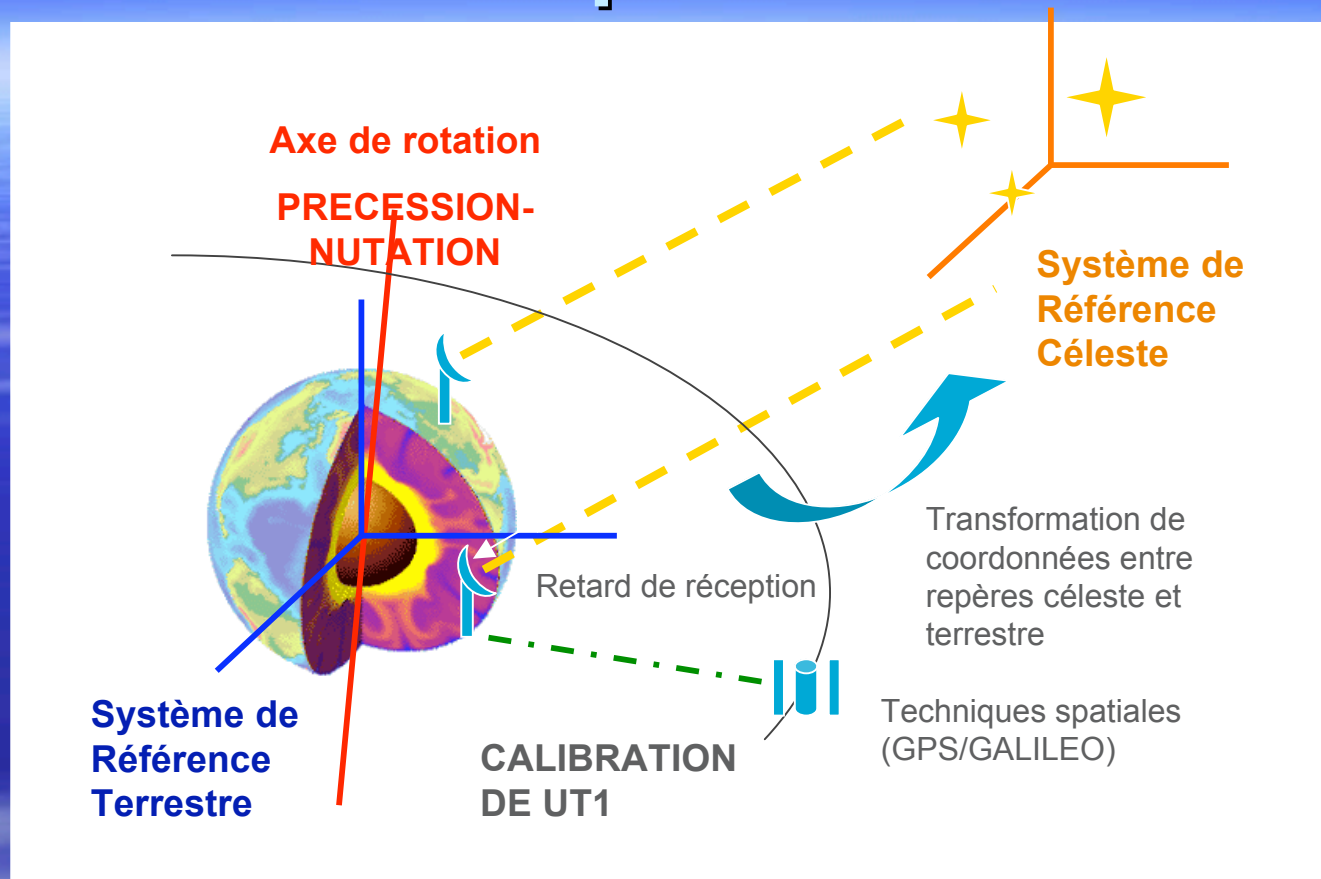 Axe de rotation
PRECESSION-
NUTATION
Système de
Référence
Céleste
Transformation de
coordonnées entre
repères céleste et
terrestre
Retard de réception
Techniques spatiales
(GPS/GALILEO)
Système de
Référence
Terrestre
CALIBRATION
DE UT1